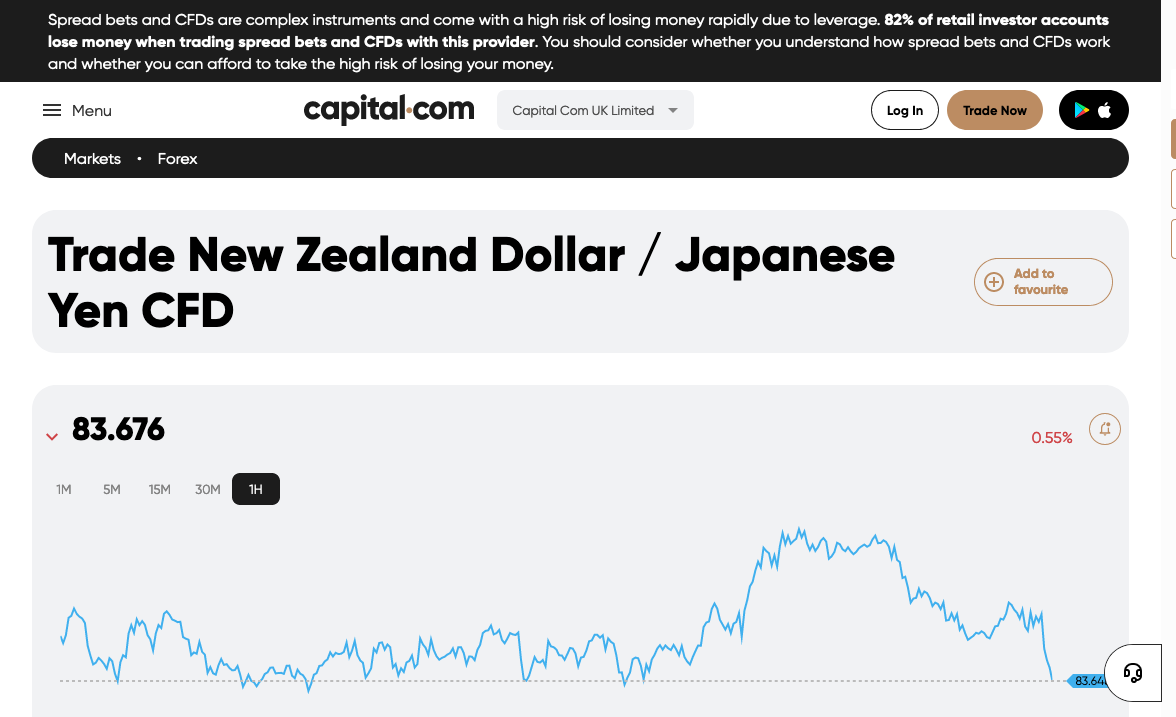 Spread bets and CFDs are complex instruments and come with a high risk of losing money rapidly due to leverage. 82% of retail investor accounts
lose money when trading spread bets and CFDs with this provider. You should consider whether you understand how spread bets and CFDs work
and whether you can afford to take the high risk of losing your money.
Menu
capital.com
Capital Com UK Limited
Log In
Trade Now
Markets • Forex
Trade New Zealand Dollar / Japanese
Yen CFD
Add to
favourite
83.676
0.55%
1M 5M 15M 30M 1H